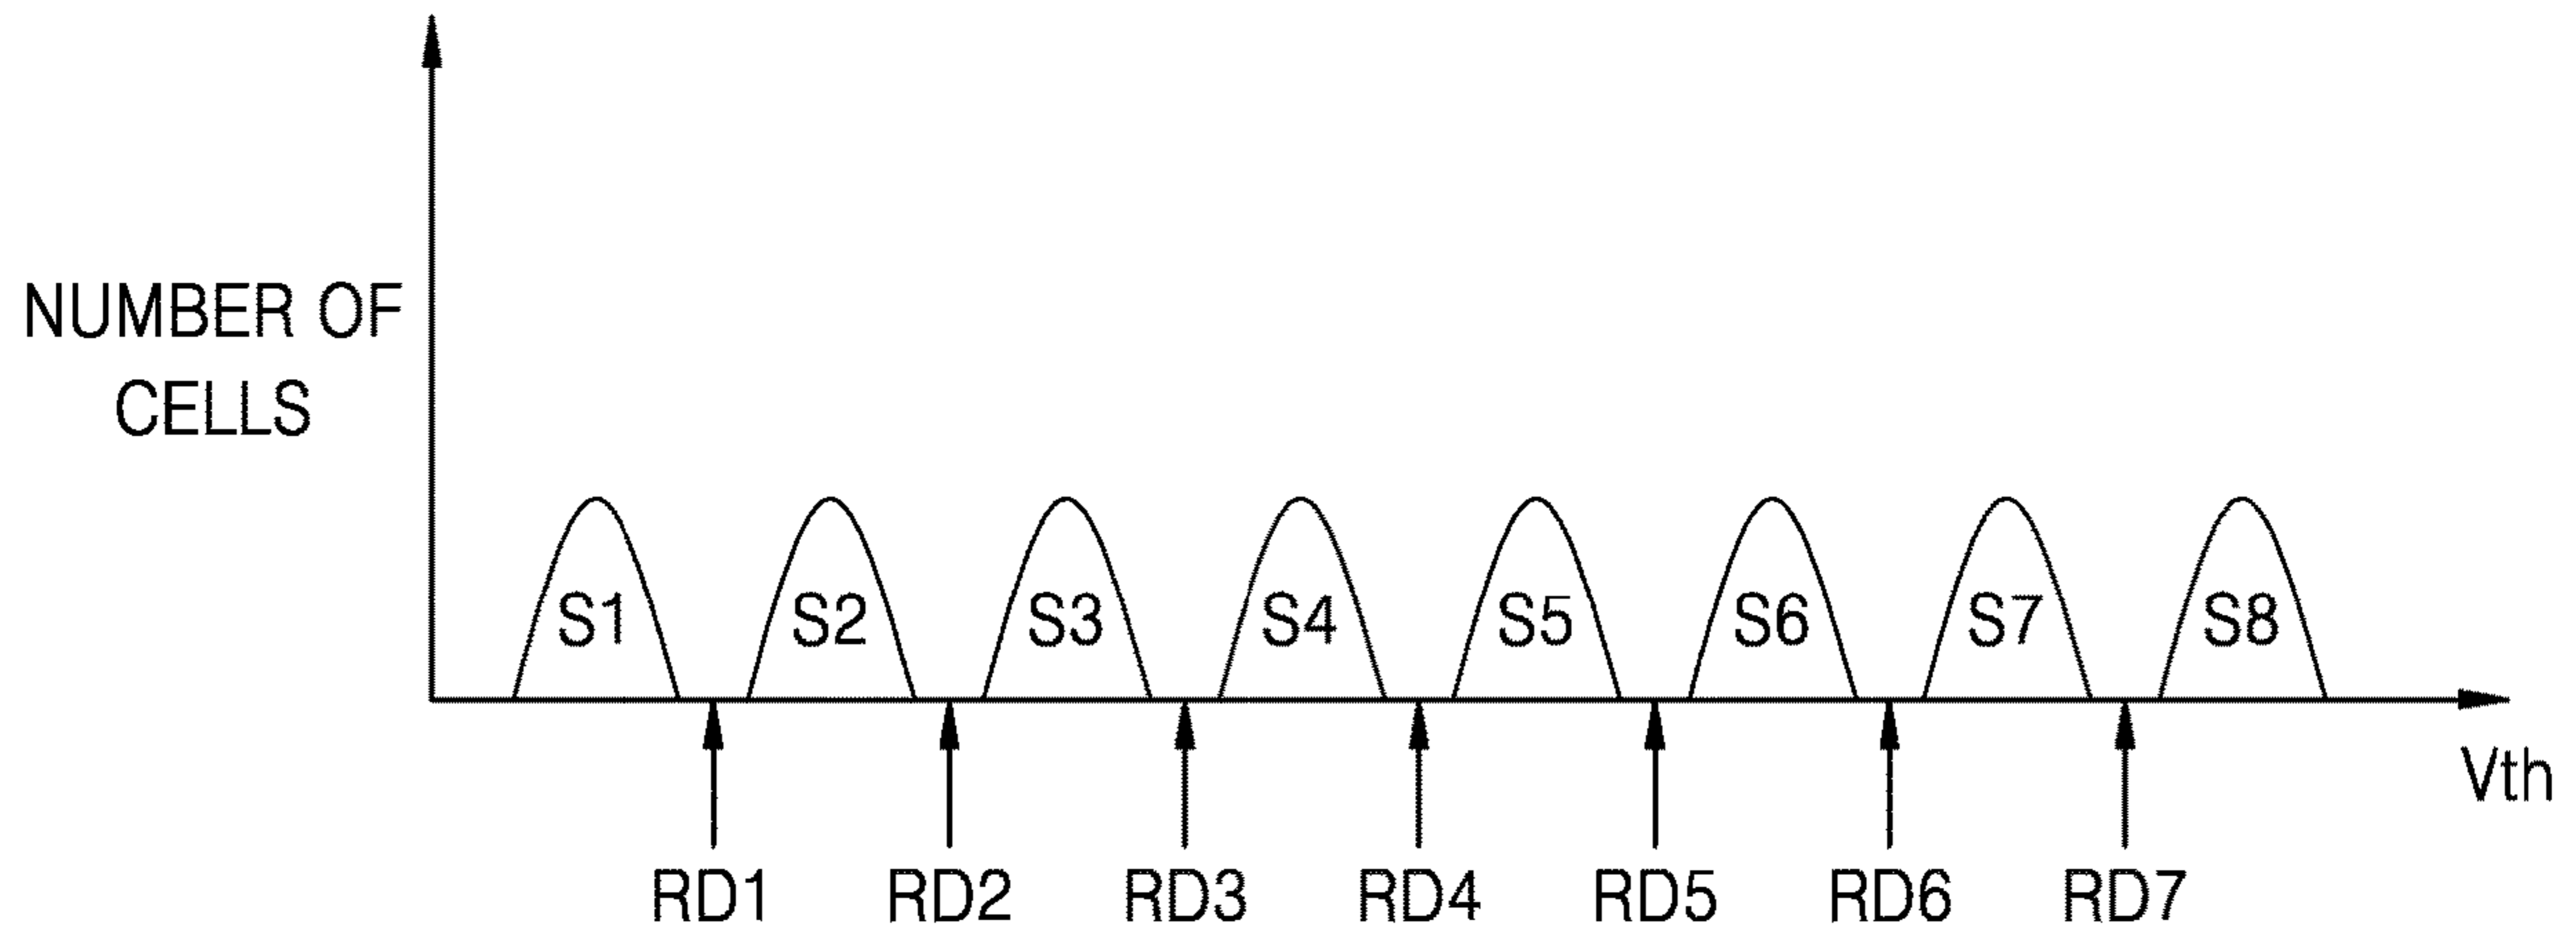 NUMBER OF
CELLS
S1 S2 S3 S4 S5 S6 S7 S8
Vth
RD1 RD2 RD3 RD4 RD5 RD6 RD7